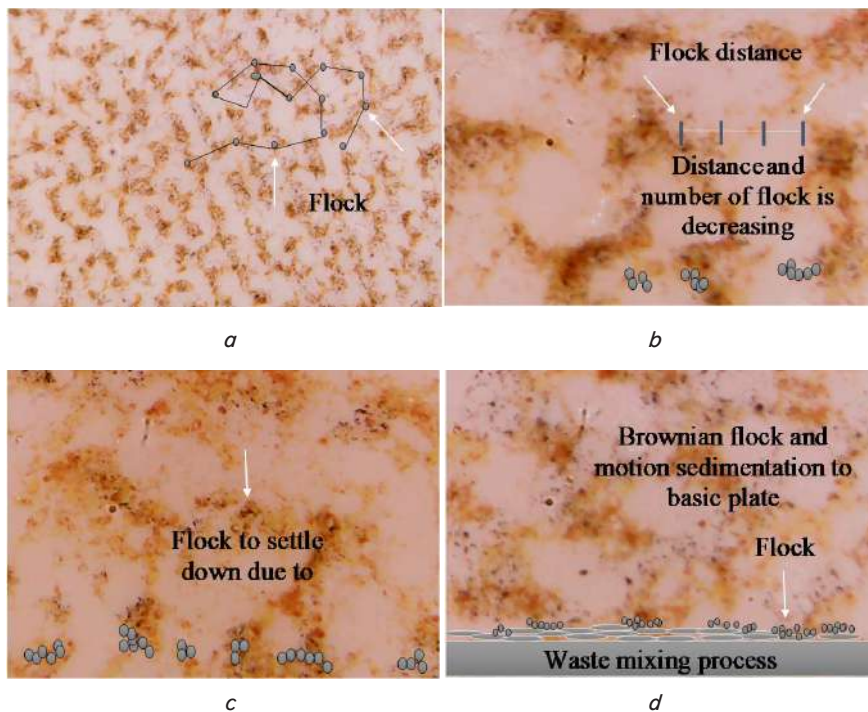 Flock
a
Flock distance
Distance and
number of flock is
decreasing
b
Flock to settle
down due to
c
Brownian flock and
motion sedimentation to
basic plate
Flock
Waste mixing process
d